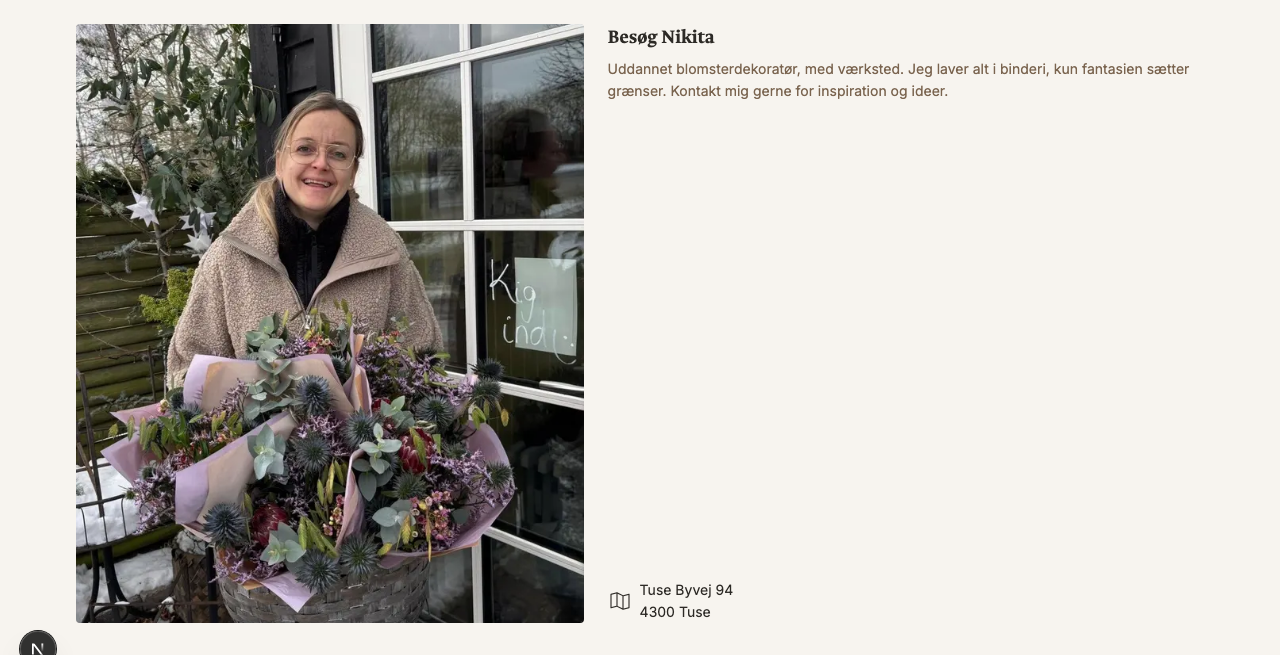 Besøg Nikita
Uddannet blomsterdekoratør, med værksted. Jeg laver alt i binderi, kun fantasien sætter
grænser. Kontakt mig gerne for inspiration og ideer.
Kig
ind (:
Tuse Byvej 94
4300 Tuse
N